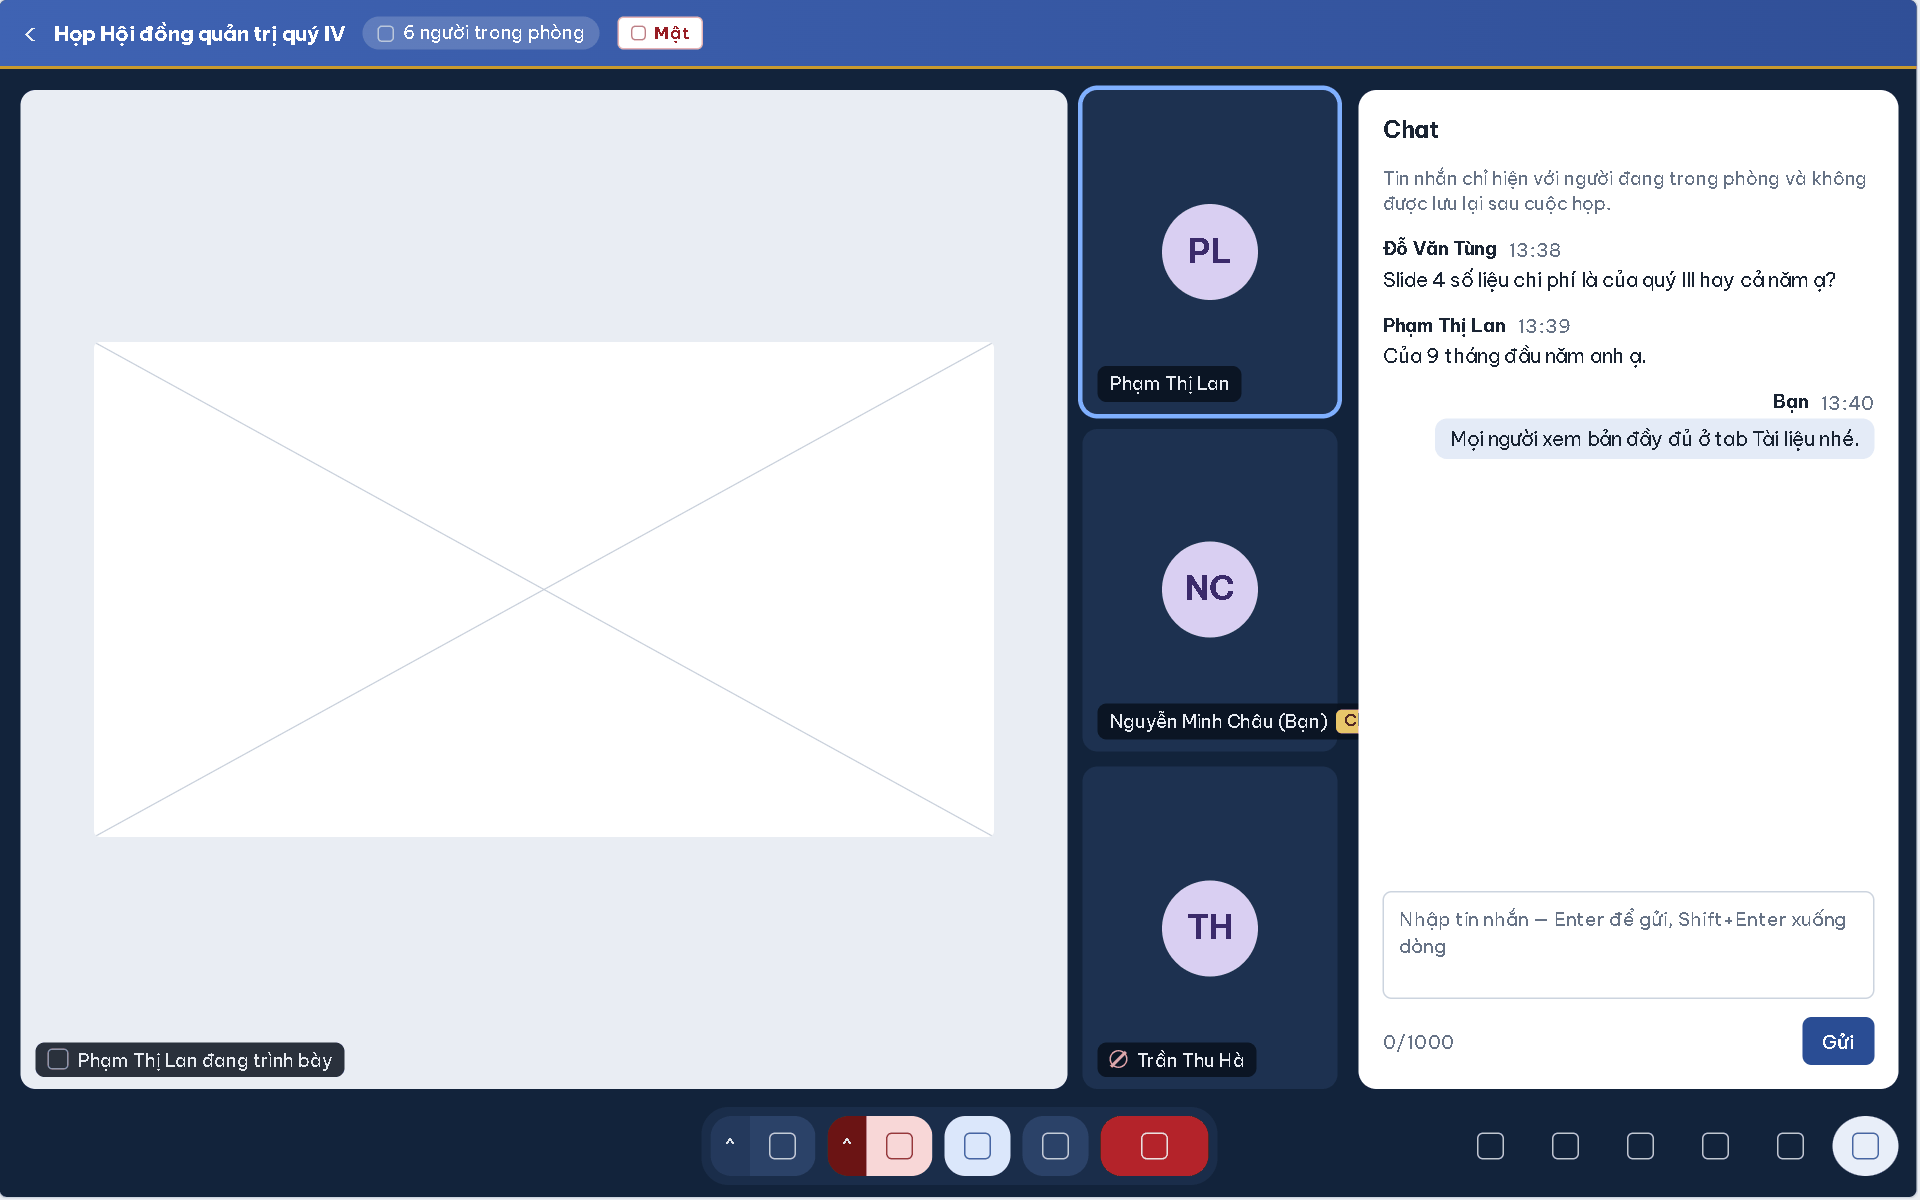 Họp Hội đồng quản trị quý IV
6 người trong phòng
Mật
PL
Phạm Thị Lan
NC
Nguyễn Minh Châu (Bạn)
TH
Trần Thu Hà
Phạm Thị Lan đang trình bày
Chat
Tin nhắn chỉ hiện với người đang trong phòng và không
được lưu lại sau cuộc họp.
Đỗ Văn Tùng 13:38
Slide 4 số liệu chi phí là của quý III hay cả năm ạ?
Phạm Thị Lan 13:39
Của 9 tháng đầu năm anh ạ.
Bạn 13:40
Mọi người xem bản đầy đủ ở tab Tài liệu nhé.
Nhập tin nhắn — Enter để gửi, Shift+Enter xuống
dòng
0/1000
Gửi